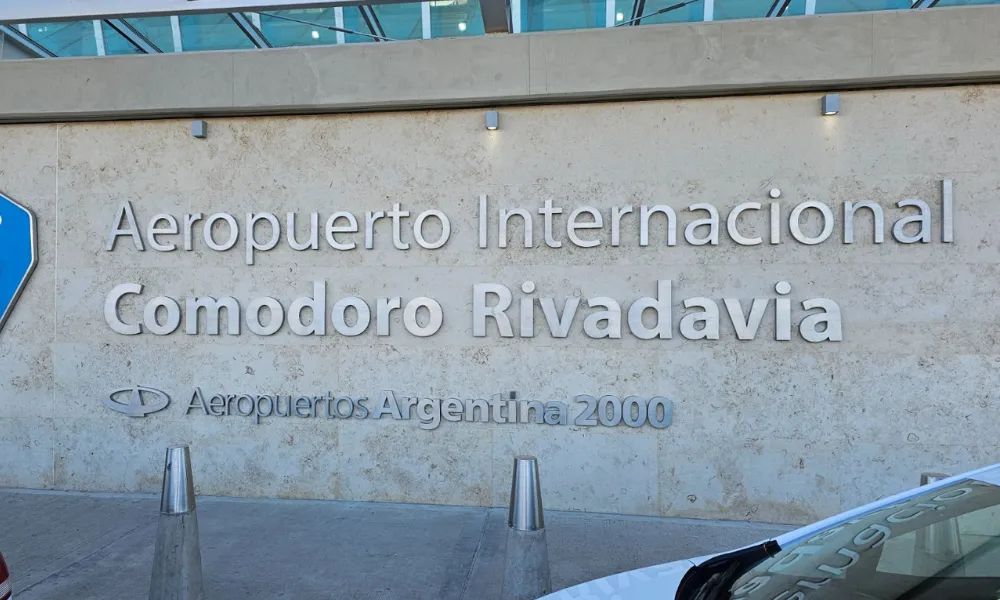 Aeropuerto Internacional
Comodoro Rivadavia
Aeropuertos Argentina 2000